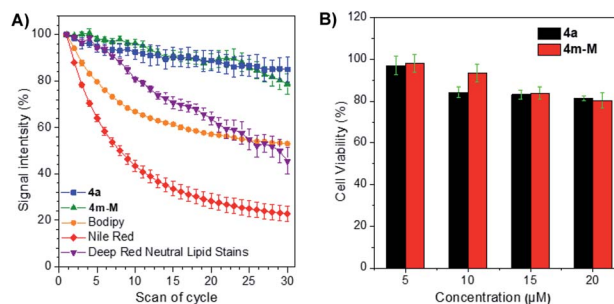 A)
Signal Intentsity (%)
100
80
60
40
20
0
4a
4m-M
Bodipy
Nile Red
Deep Red Neutral Lipid Stains
0 5 10 15 20 25 30
Scan of cycle
B)
Cell Viability (%)
120
100
80
60
40
20
0
4a
4m-M
5 10 15 20
Concentration (μM)